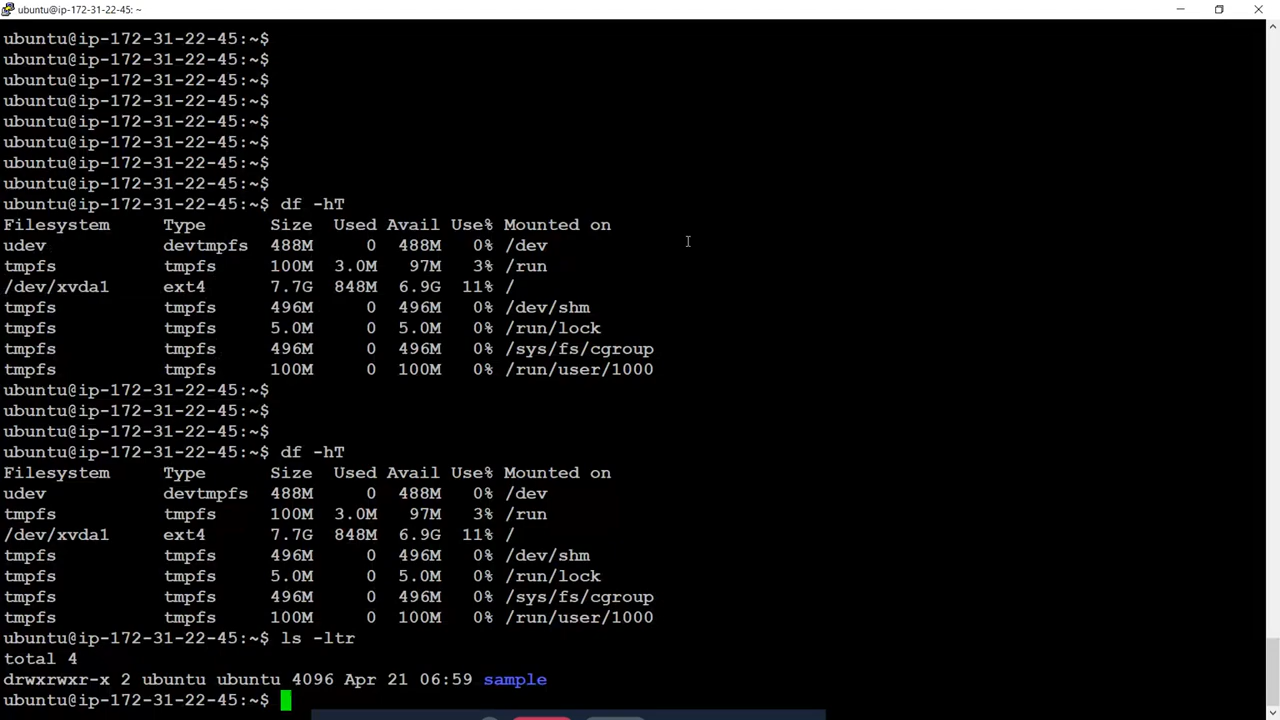 ubuntu@ip-172-31-22-45: ~
ubuntu@ip-172-31-22-45:~$
ubuntu@ip-172-31-22-45:~$
ubuntu@ip-172-31-22-45:~$
ubuntu@ip-172-31-22-45:~$
ubuntu@ip-172-31-22-45:~$
ubuntu@ip-172-31-22-45:~$
ubuntu@ip-172-31-22-45:~$
ubuntu@ip-172-31-22-45:~$
ubuntu@ip-172-31-22-45:~$ df -hT
Filesystem     Type      Size  Used Avail Use% Mounted on
udev           devtmpfs  488M     0  488M   0% /dev
tmpfs          tmpfs     100M  3.0M   97M   3% /run
/dev/xvda1     ext4      7.7G  848M  6.9G  11% /
tmpfs          tmpfs     496M     0  496M   0% /dev/shm
tmpfs          tmpfs     5.0M     0  5.0M   0% /run/lock
tmpfs          tmpfs     496M     0  496M   0% /sys/fs/cgroup
tmpfs          tmpfs     100M     0  100M   0% /run/user/1000
ubuntu@ip-172-31-22-45:~$
ubuntu@ip-172-31-22-45:~$
ubuntu@ip-172-31-22-45:~$
ubuntu@ip-172-31-22-45:~$ df -hT
Filesystem     Type      Size  Used Avail Use% Mounted on
udev           devtmpfs  488M     0  488M   0% /dev
tmpfs          tmpfs     100M  3.0M   97M   3% /run
/dev/xvda1     ext4      7.7G  848M  6.9G  11% /
tmpfs          tmpfs     496M     0  496M   0% /dev/shm
tmpfs          tmpfs     5.0M     0  5.0M   0% /run/lock
tmpfs          tmpfs     496M     0  496M   0% /sys/fs/cgroup
tmpfs          tmpfs     100M     0  100M   0% /run/user/1000
ubuntu@ip-172-31-22-45:~$ ls -ltr
total 4
drwxrwxr-x 2 ubuntu ubuntu 4096 Apr 21 06:59 sample
ubuntu@ip-172-31-22-45:~$